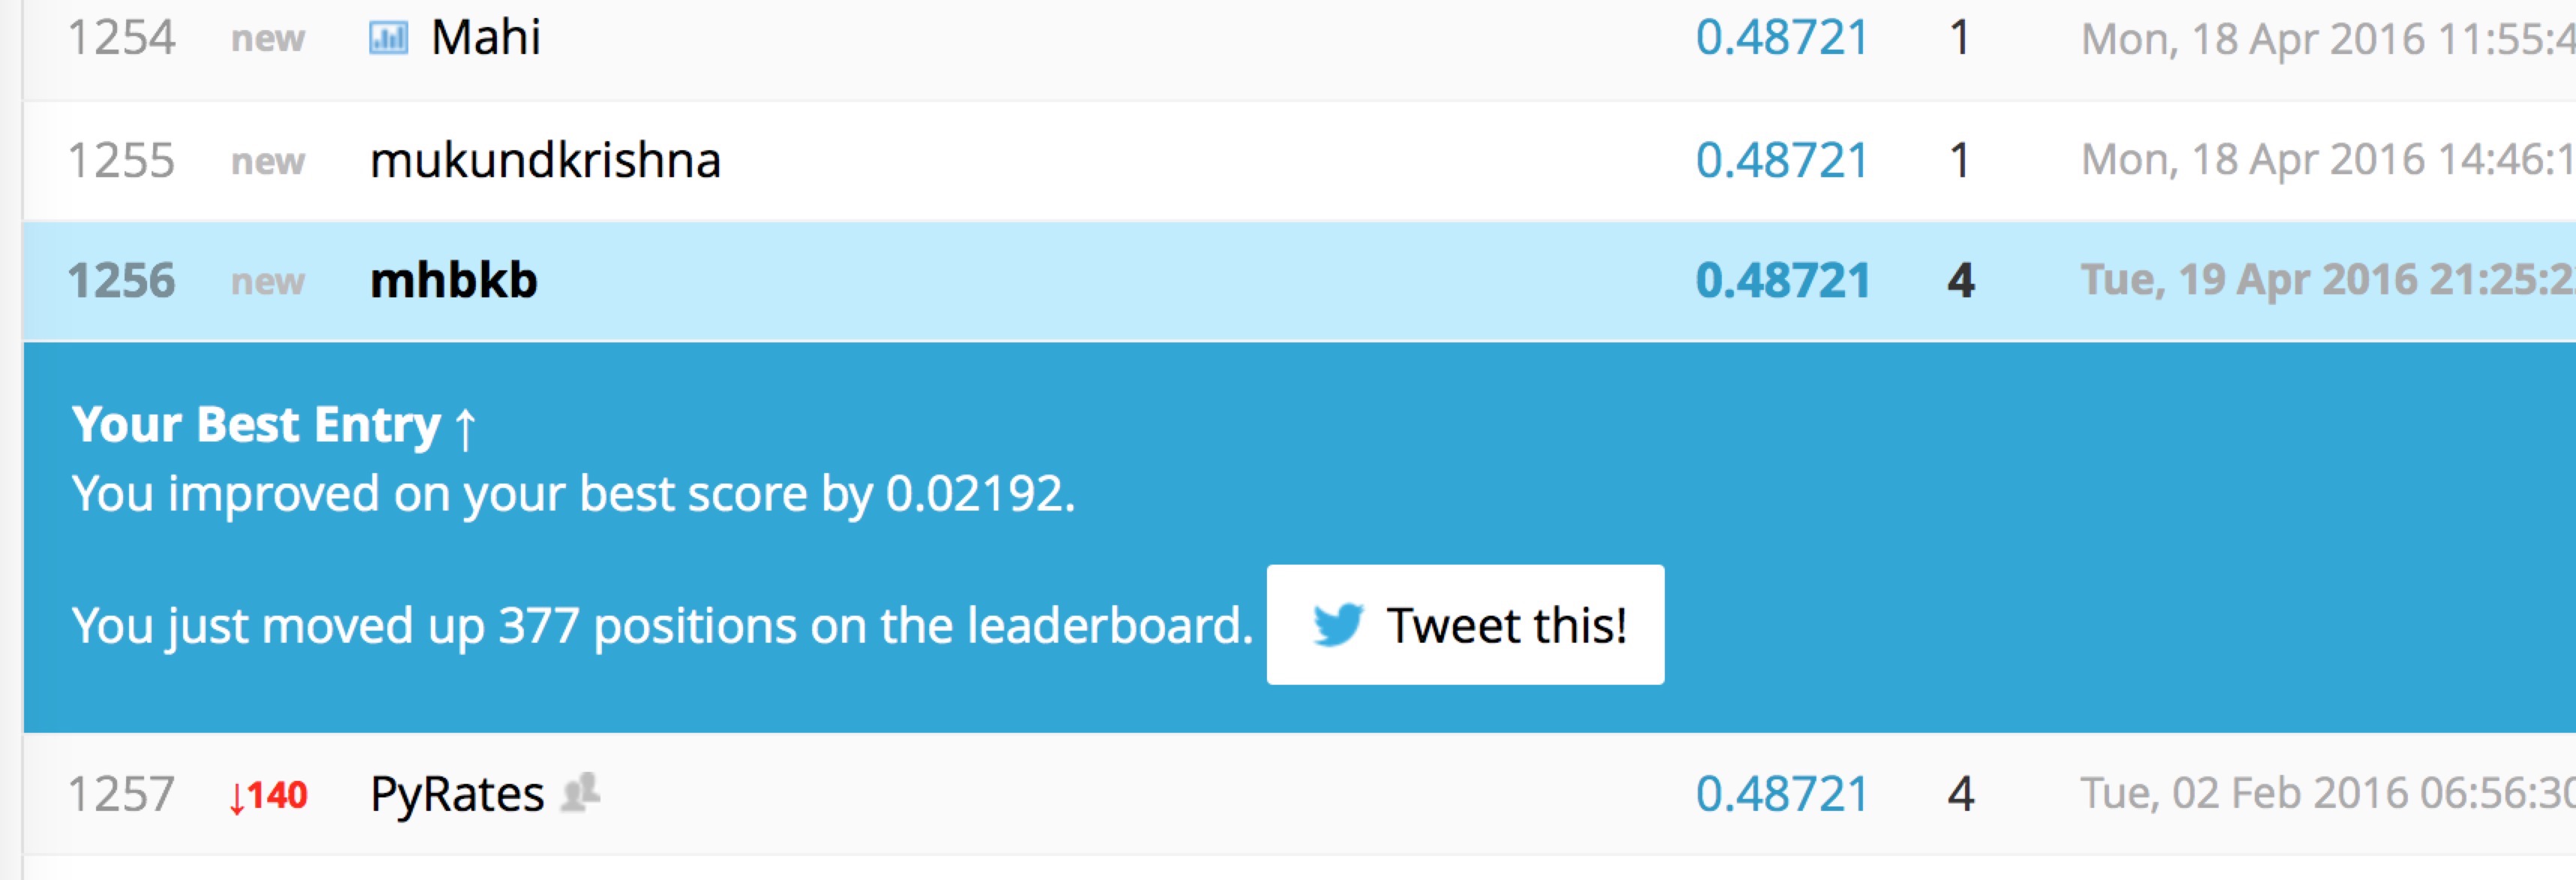 1254 new Mahi 0.48721 1 Mon, 18 Apr 2016 11:55:4
1255 new mukundkrishna 0.48721 1 Mon, 18 Apr 2016 14:46:1
1256 new mhbkb 0.48721 4 Tue, 19 Apr 2016 21:25:2
Your Best Entry ↑
You improved on your best score by 0.02192.
You just moved up 377 positions on the leaderboard. Tweet this!
1257 ↓140 PyRates 0.48721 4 Tue, 02 Feb 2016 06:56:30